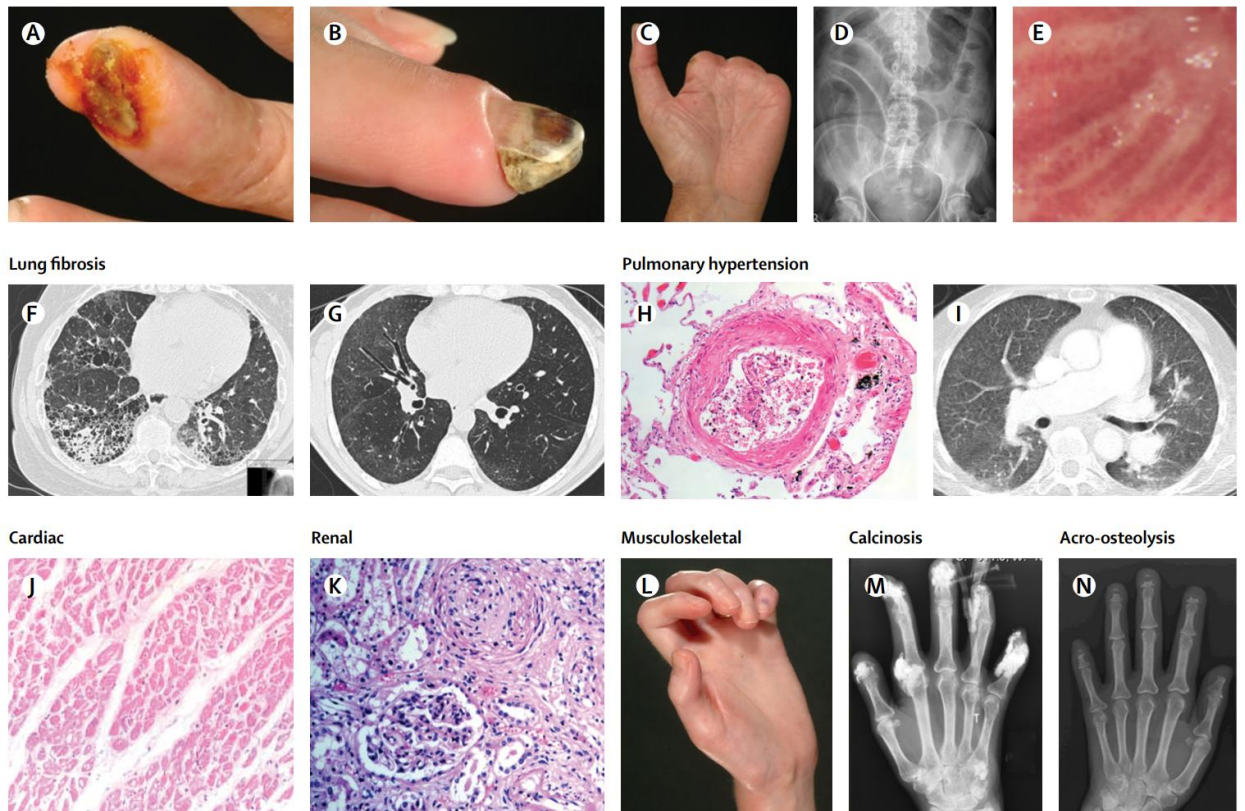 A
B
C
D
E
Lung fibrosis
Pulmonary hypertension
F
G
H
I
Cardiac
Renal
Musculoskeletal
Calcinosis
Acro-osteolysis
J
K
L
M
N